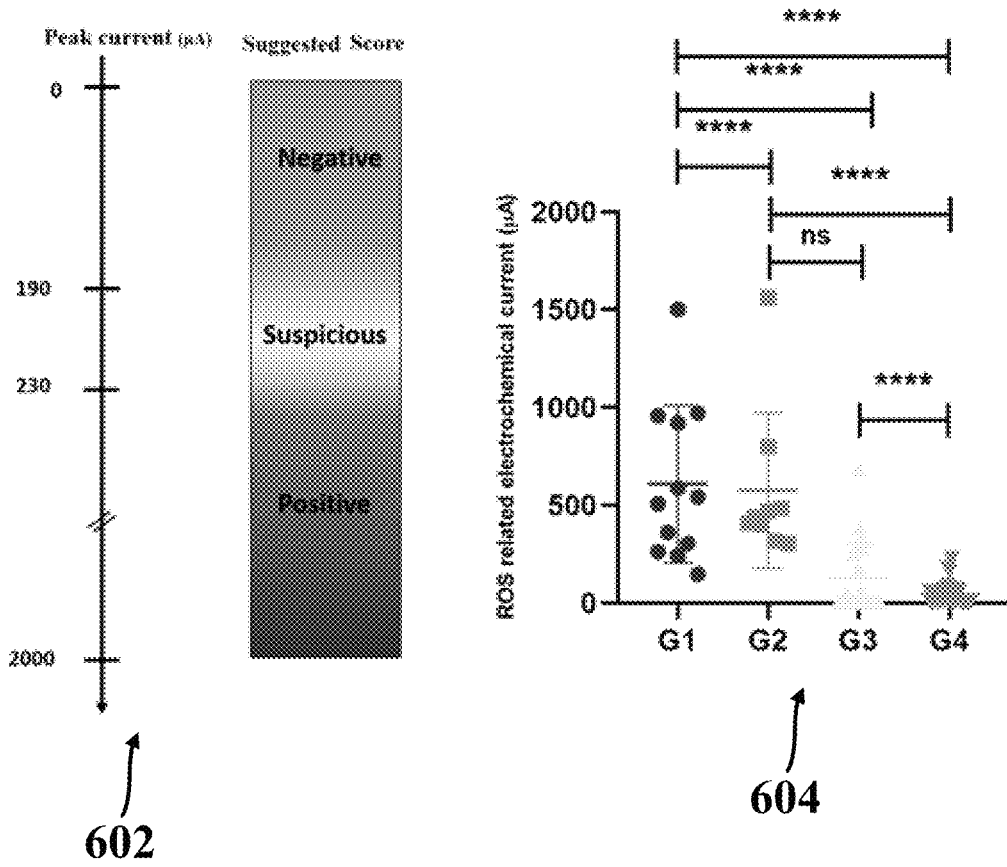 Peak current (µA)
Suggested Score
0
Negative
190
Suspicious
230
Positive
2000
602
****
****
****
****
ns
****
ROS related electrochemical current (µA)
2000
1500
1000
500
0
G1 G2 G3 G4
604